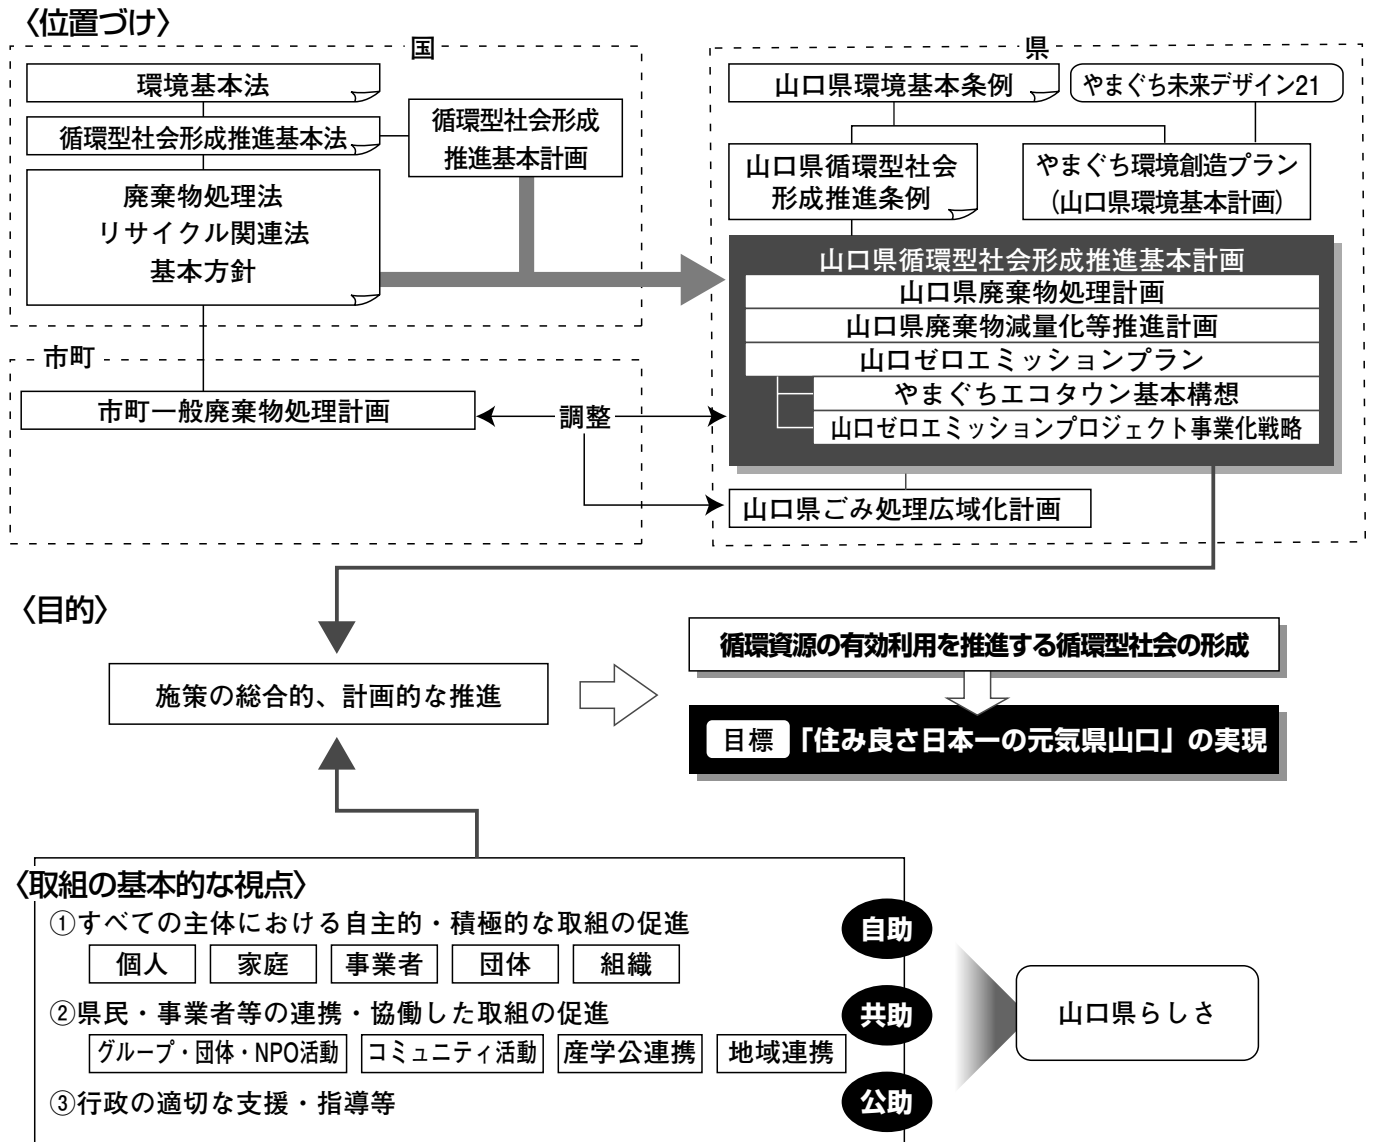 〈位置づけ〉
国
環境基本法
循環型社会形成推進基本法
循環型社会形成
推進基本計画
廃棄物処理法
リサイクル関連法
基本方針
県
山口県環境基本条例
やまぐち未来デザイン21
山口県循環型社会
形成推進条例
やまぐち環境創造プラン
(山口県環境基本計画)
山口県循環型社会形成推進基本計画
山口県廃棄物処理計画
山口県廃棄物減量化等推進計画
山口ゼロエミッションプラン
やまぐちエコタウン基本構想
山口ゼロエミッションプロジェクト事業化戦略
市町
市町一般廃棄物処理計画
調整
山口県ごみ処理広域化計画
〈目的〉
施策の総合的、計画的な推進
循環資源の有効利用を推進する循環型社会の形成
目標 「住み良さ日本一の元気県山口」の実現
〈取組の基本的な視点〉
①すべての主体における自主的・積極的な取組の促進
自助
個人 家庭 事業者 団体 組織
②県民・事業者等の連携・協働した取組の促進
共助
グループ・団体・NPO活動 コミュニティ活動 産学公連携 地域連携
③行政の適切な支援・指導等
公助
山口県らしさ